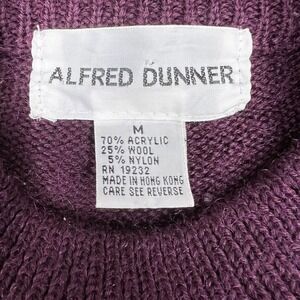 ALFRED DUNNER
M
70% ACRYLIC
25% WOOL
5% NYLON
RN 19232
MADE IN HONG KONG
CARE SEE REVERSE